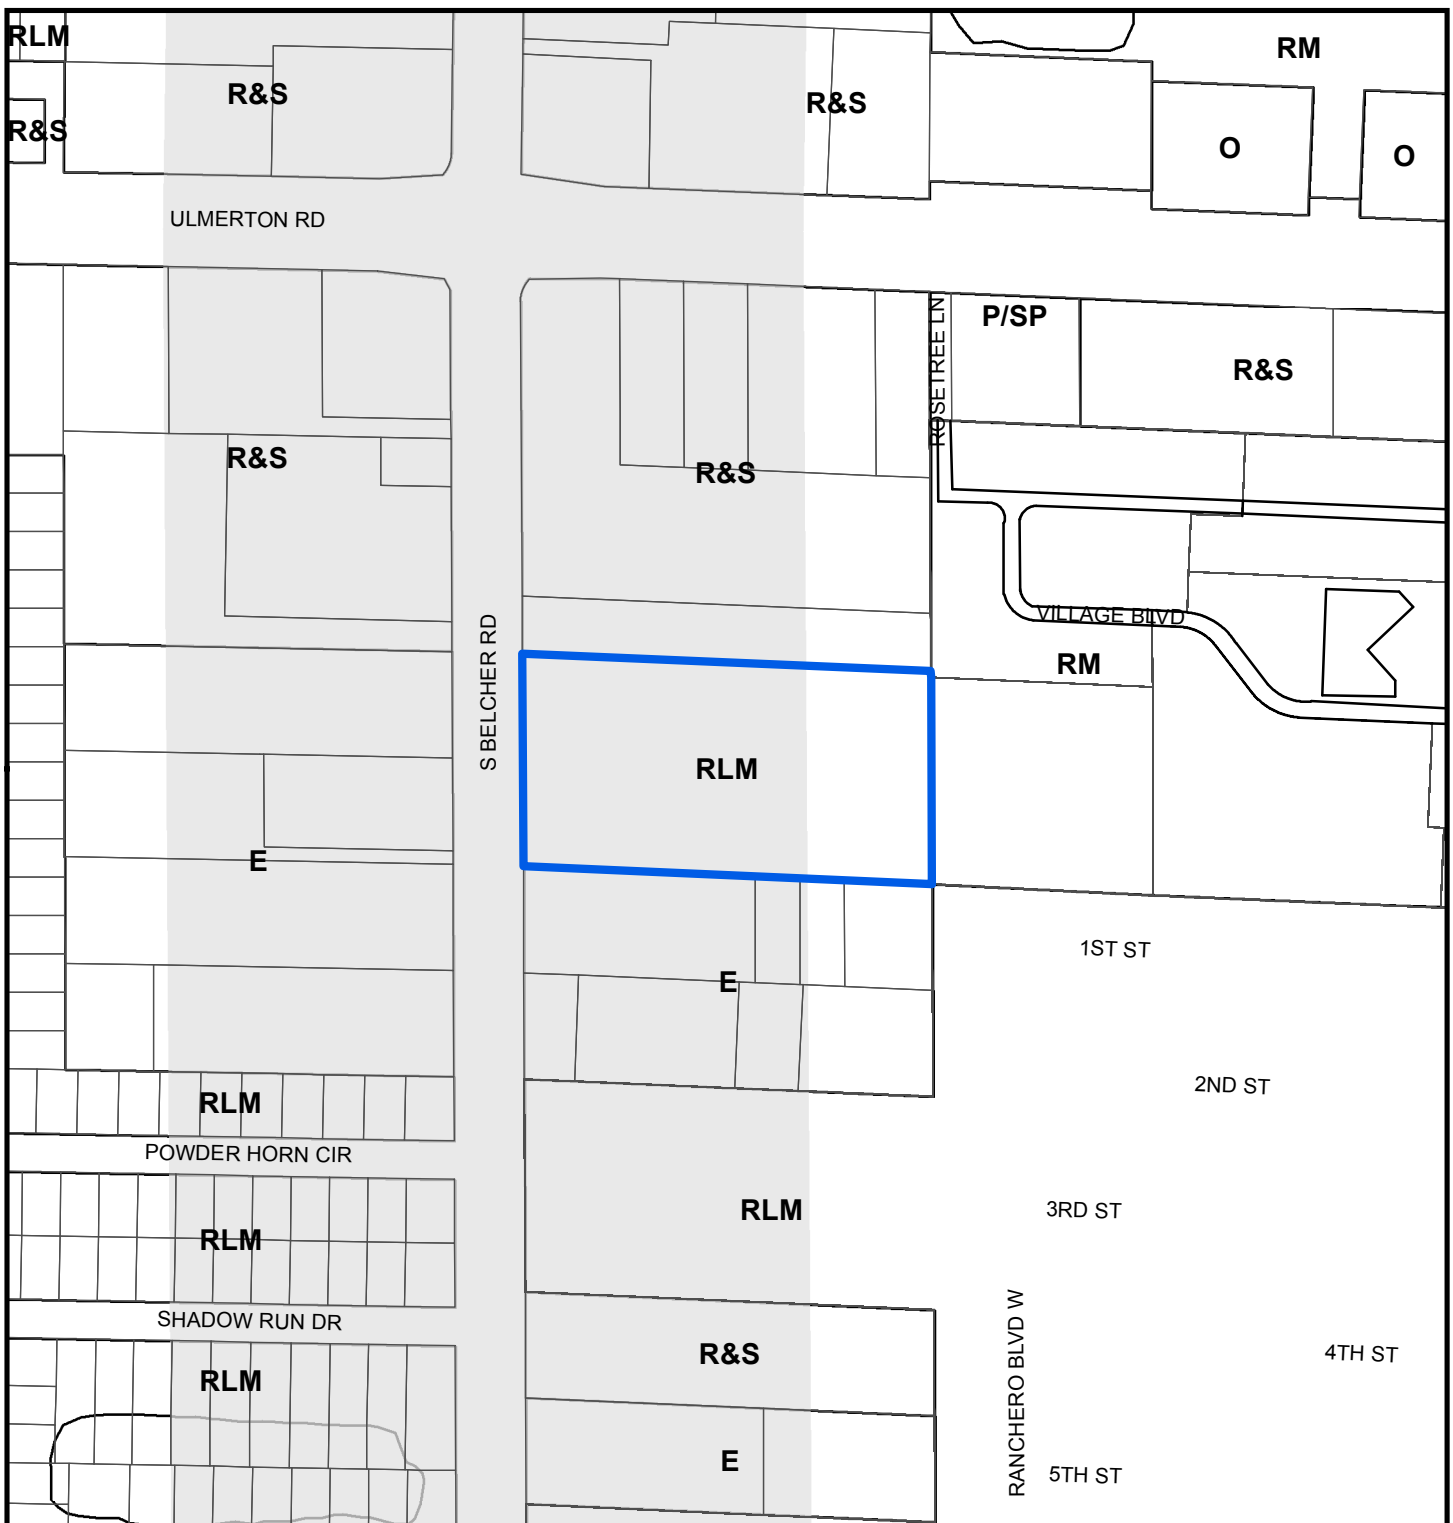 RLM
RM
R&S
R&S
R&S
O
O
ULMERTON RD
ROSETREE LN
P/SP
R&S
R&S
R&S
S BELCHER RD
VILLAGE BLVD
RM
RLM
E
1ST ST
E
2ND ST
RLM
POWDER HORN CIR
RLM
3RD ST
RLM
SHADOW RUN DR
RANCHERO BLVD W
R&S
4TH ST
RLM
E
5TH ST